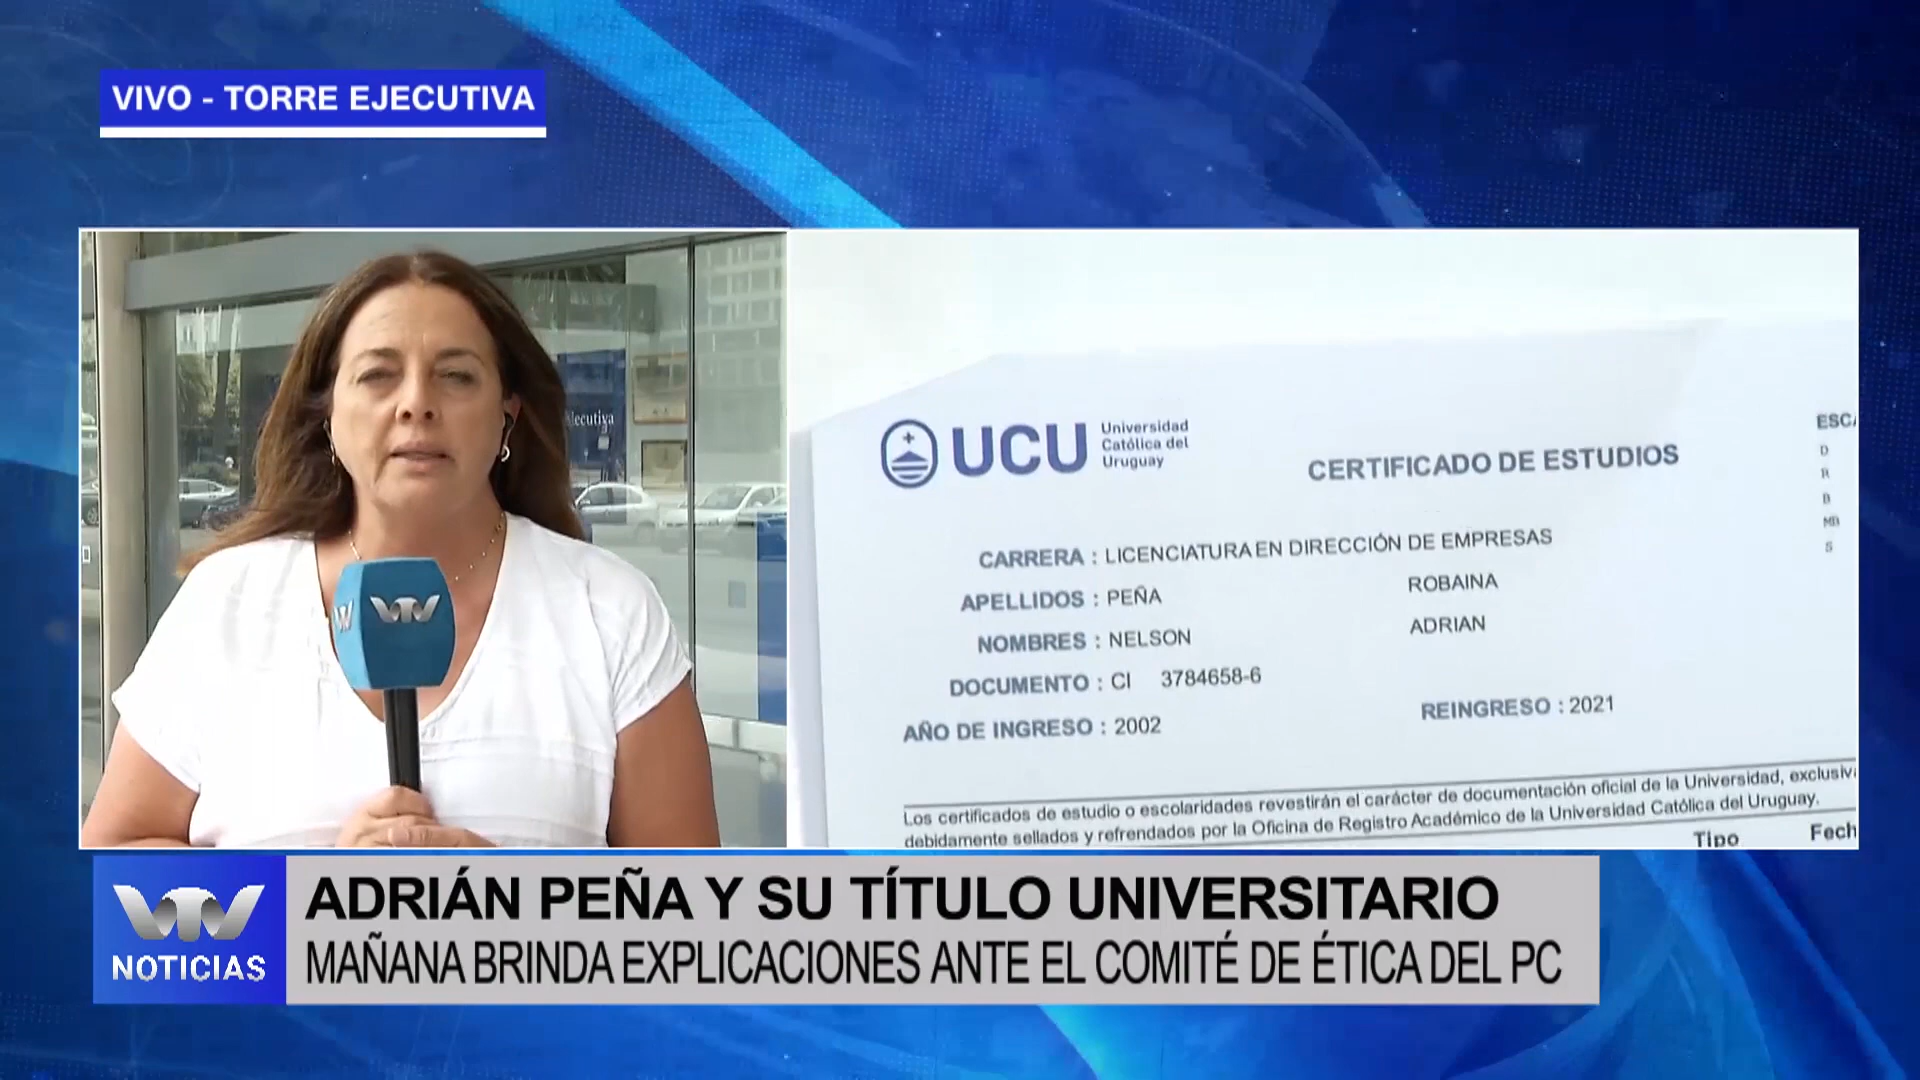 VIVO - TORRE EJECUTIVA
Ejecutiva
VTV
UCU
Universidad
Católica del
Uruguay
CERTIFICADO DE ESTUDIOS
CARRERA : LICENCIATURA EN DIRECCIÓN DE EMPRESAS
APELLIDOS : PEÑA ROBAINA
NOMBRES : NELSON ADRIAN
DOCUMENTO : CI 3784658-6
AÑO DE INGRESO : 2002 REINGRESO : 2021
Los certificados de estudio o escolaridades revestirán el carácter de documentación oficial de la Universidad, exclusiv
debidamente sellados y refrendados por la Oficina de Registro Académico de la Universidad Católica del Uruguay.
Tipo Fech
ESCA
D
R
B
MB
S
VTV
NOTICIAS
ADRIÁN PEÑA Y SU TÍTULO UNIVERSITARIO
MAÑANA BRINDA EXPLICACIONES ANTE EL COMITÉ DE ÉTICA DEL PC